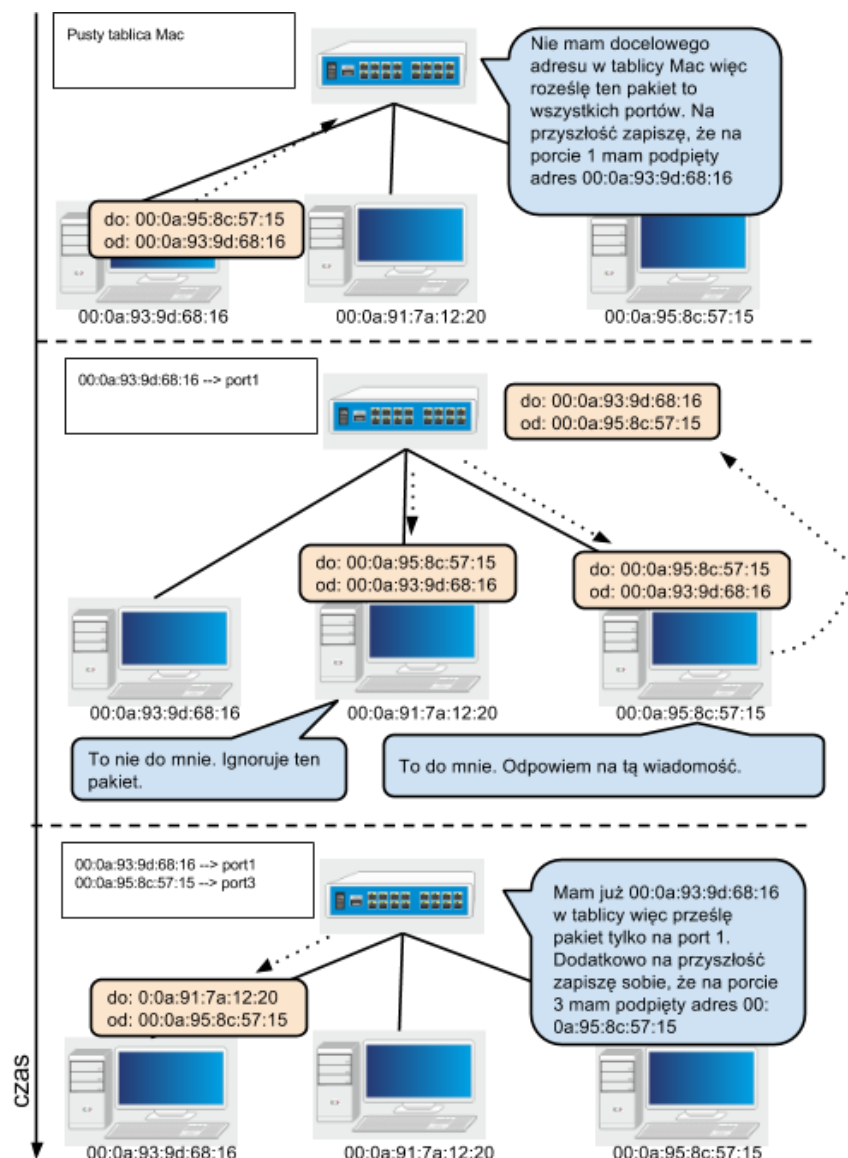 Pusty tablica Mac
Nie mam docelowego
adresu w tablicy Mac więc
roześlę ten pakiet to
wszystkich portów. Na
przyszłość zapiszę, że na
porcie 1 mam podpięty
adres 00:0a:93:9d:68:16
do: 00:0a:95:8c:57:15
od: 00:0a:93:9d:68:16
00:0a:93:9d:68:16
00:0a:91:7a:12:20
00:0a:95:8c:57:15
00:0a:93:9d:68:16 --> port1
do: 00:0a:93:9d:68:16
od: 00:0a:95:8c:57:15
do: 00:0a:95:8c:57:15
od: 00:0a:93:9d:68:16
do: 00:0a:95:8c:57:15
od: 00:0a:93:9d:68:16
00:0a:93:9d:68:16
00:0a:91:7a:12:20
00:0a:95:8c:57:15
To nie do mnie. Ignoruje ten
pakiet.
To do mnie. Odpowiem na tą wiadomość.
00:0a:93:9d:68:16 --> port1
00:0a:95:8c:57:15 --> port3
Mam już 00:0a:93:9d:68:16
w tablicy więc prześlę
pakiet tylko na port 1.
Dodatkowo na przyszłość
zapiszę sobie, że na porcie
3 mam podpięty adres 00:
0a:95:8c:57:15
do: 0:0a:91:7a:12:20
od: 00:0a:95:8c:57:15
00:0a:93:9d:68:16
00:0a:91:7a:12:20
00:0a:95:8c:57:15
czas